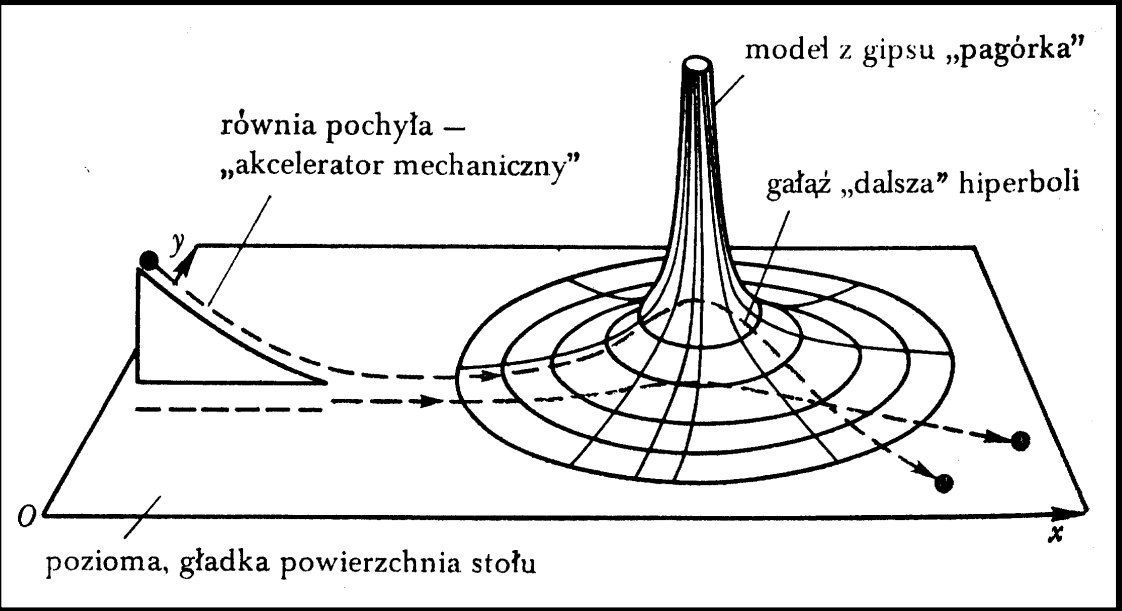 model z gipsu „pagórka”
równia pochyła —
„akcelerator mechaniczny”
gałąź „dalsza” hiperboli
y
O
x
pozioma, gładka powierzchnia stołu